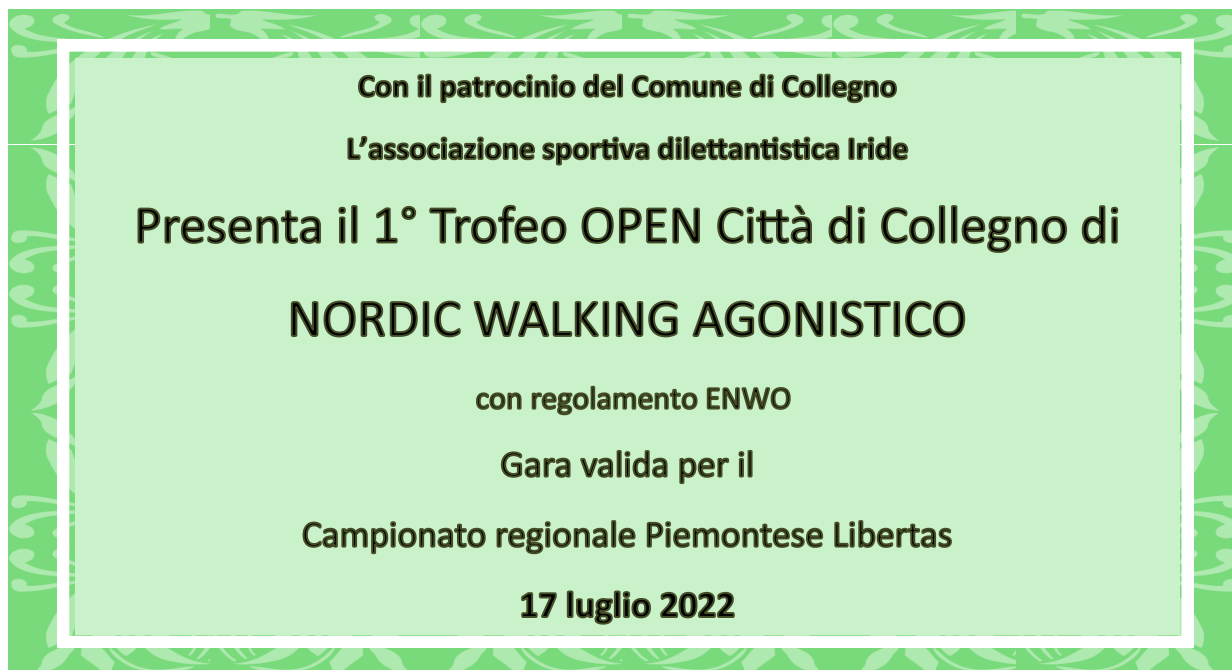 Con il patrocinio del Comune di Collegno
L'associazione sportiva dilettantistica Iride
Presenta il 1° Trofeo OPEN Città di Collegno di
NORDIC WALKING AGONISTICO
con regolamento ENWO
Gara valida per il
Campionato regionale Piemontese Libertas
17 luglio 2022